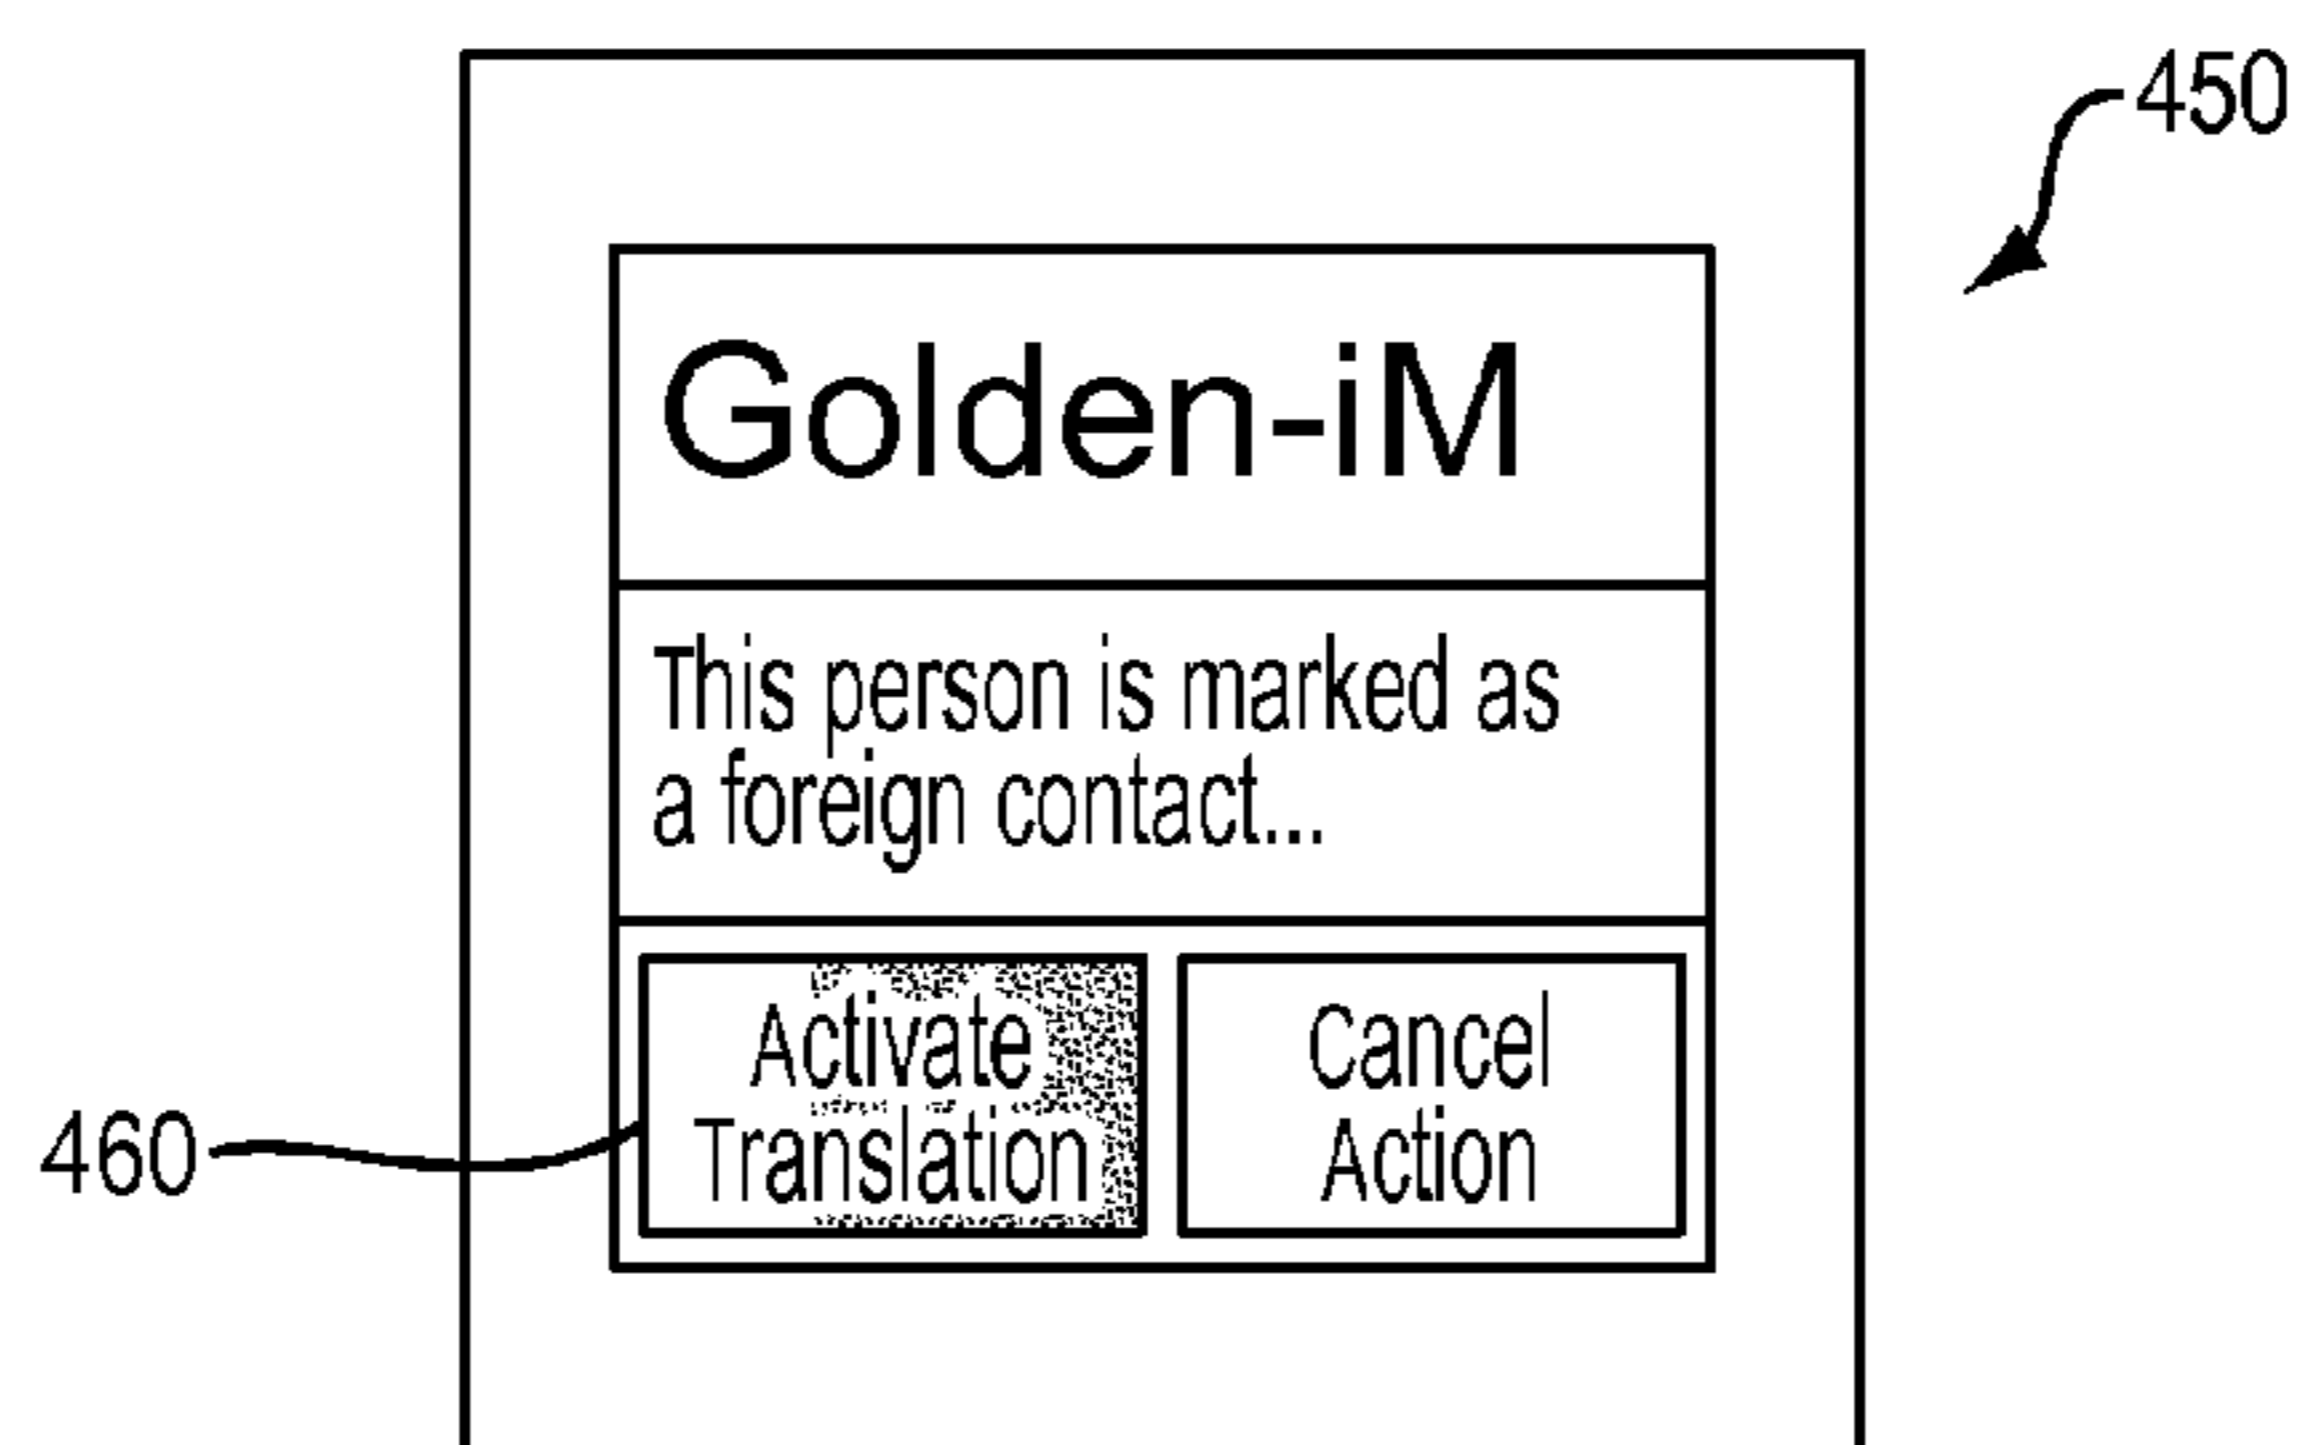 450
Golden-iM
This person is marked as
a foreign contact...
Activate
Translation
Cancel
Action
460